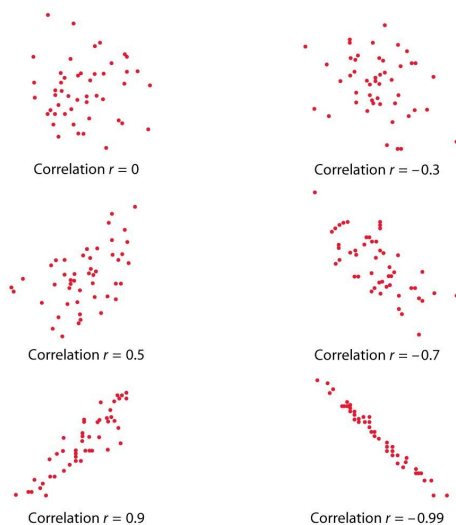 Correlation r = 0
Correlation r = −0.3
Correlation r = 0.5
Correlation r = −0.7
Correlation r = 0.9
Correlation r = −0.99